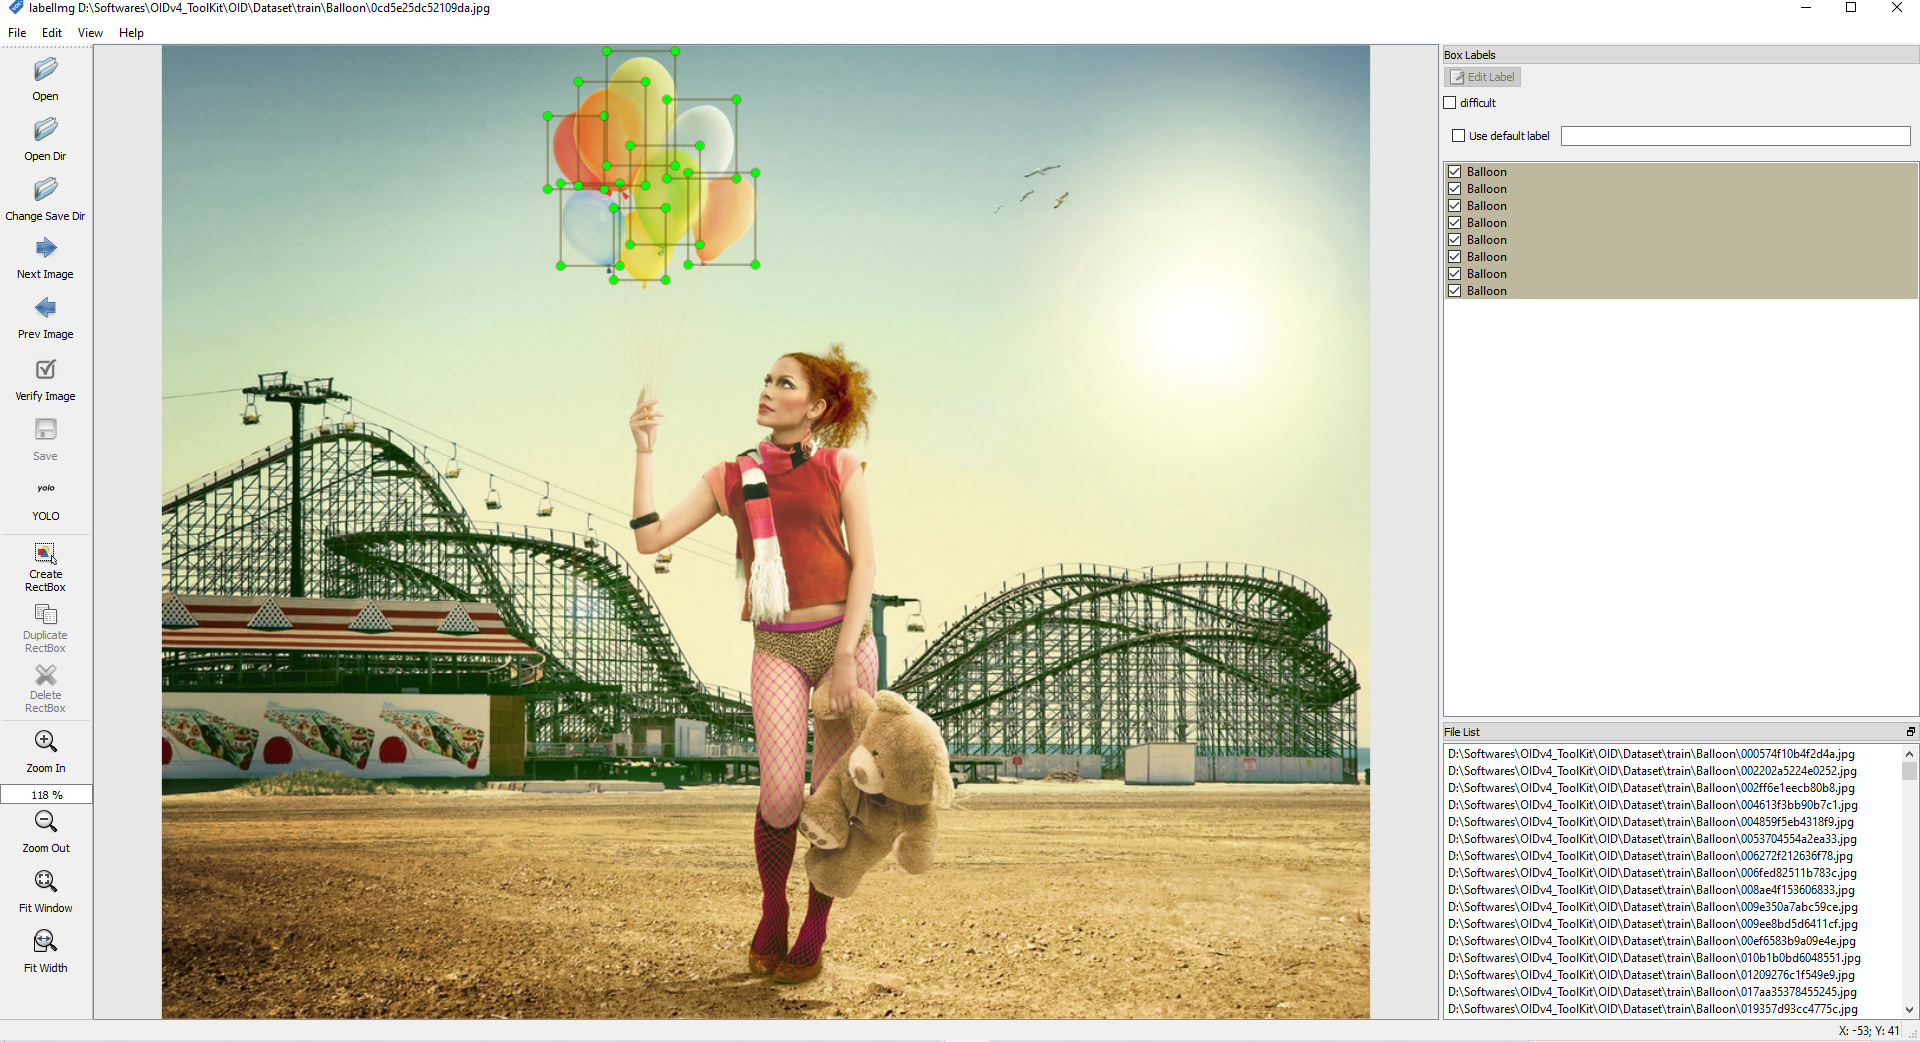 labelImg D:\Softwares\OIDv4_ToolKit\OID\Dataset\train\Balloon\0cd5e25dc52109da.jpg
File Edit View Help
Open
Open Dir
Change Save Dir
Next Image
Prev Image
Verify Image
Save
yolo
YOLO
Create
RectBox
Duplicate
RectBox
Delete
RectBox
Zoom In
118 %
Zoom Out
Fit Window
Fit Width
Box Labels
Edit Label
difficult
Use default label
Balloon
Balloon
Balloon
Balloon
Balloon
Balloon
Balloon
Balloon
File List
D:\Softwares\OIDv4_ToolKit\OID\Dataset\train\Balloon\000574f10b4f2d4a.jpg
D:\Softwares\OIDv4_ToolKit\OID\Dataset\train\Balloon\002202a5224e0252.jpg
D:\Softwares\OIDv4_ToolKit\OID\Dataset\train\Balloon\002ff6e1eecb80b8.jpg
D:\Softwares\OIDv4_ToolKit\OID\Dataset\train\Balloon\004613f3bb90b7c1.jpg
D:\Softwares\OIDv4_ToolKit\OID\Dataset\train\Balloon\004859f5eb4318f9.jpg
D:\Softwares\OIDv4_ToolKit\OID\Dataset\train\Balloon\0053704554a2ea33.jpg
D:\Softwares\OIDv4_ToolKit\OID\Dataset\train\Balloon\006272f212636f78.jpg
D:\Softwares\OIDv4_ToolKit\OID\Dataset\train\Balloon\006fed82511b783c.jpg
D:\Softwares\OIDv4_ToolKit\OID\Dataset\train\Balloon\008ae4f153606833.jpg
D:\Softwares\OIDv4_ToolKit\OID\Dataset\train\Balloon\009e350a7abc59ce.jpg
D:\Softwares\OIDv4_ToolKit\OID\Dataset\train\Balloon\009ee8bd5d6411cf.jpg
D:\Softwares\OIDv4_ToolKit\OID\Dataset\train\Balloon\00ef6583b9a09e4e.jpg
D:\Softwares\OIDv4_ToolKit\OID\Dataset\train\Balloon\010b1b0bd6048551.jpg
D:\Softwares\OIDv4_ToolKit\OID\Dataset\train\Balloon\01209276c1f549e9.jpg
D:\Softwares\OIDv4_ToolKit\OID\Dataset\train\Balloon\017aa35378455245.jpg
D:\Softwares\OIDv4_ToolKit\OID\Dataset\train\Balloon\019357d93cc4775c.jpg
X: -53; Y: 41